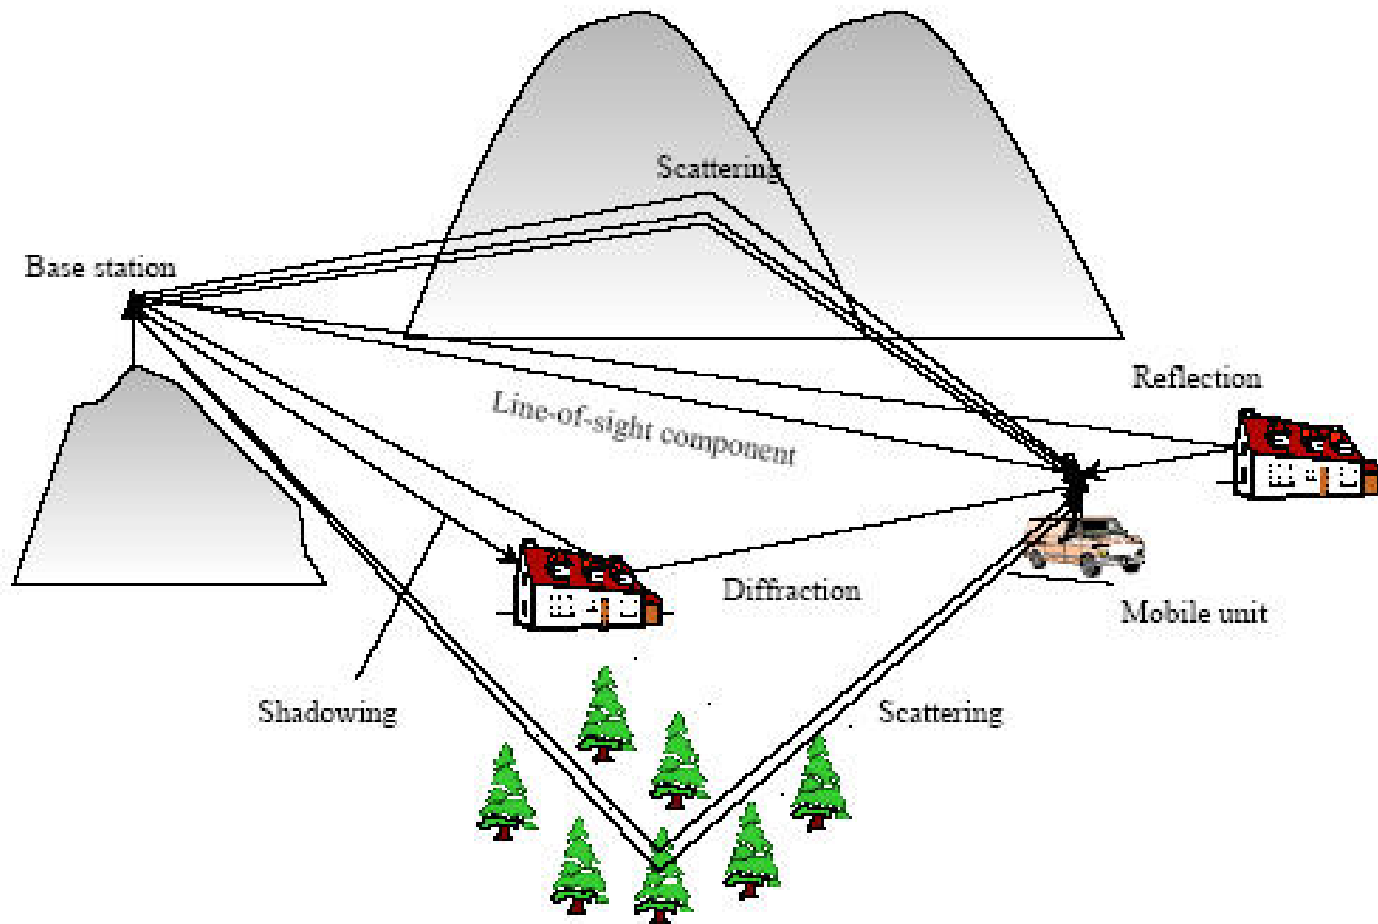 Scattering
Base station
Reflection
Line-of-sight component
Diffraction
Mobile unit
Shadowing
Scattering